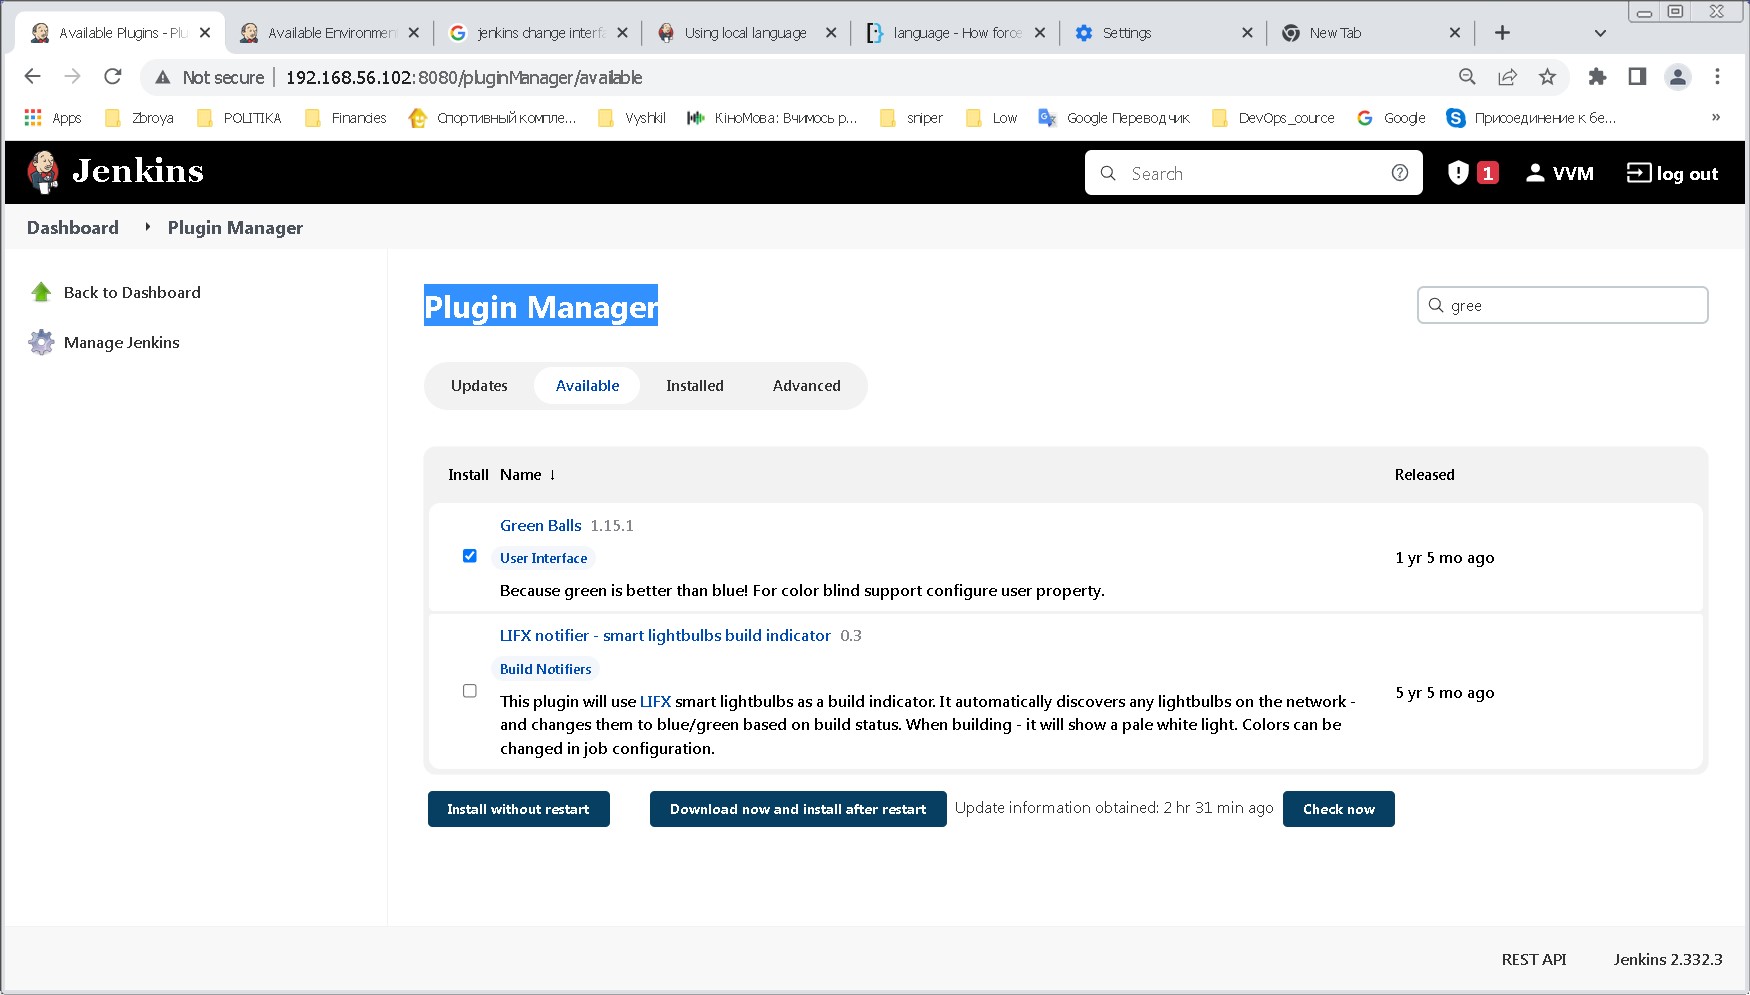 Available Plugins - Plu
Available Environmen
jenkins change interfa
Using local language
language - How force
Settings
New Tab
Not secure
192.168.56.102:8080/pluginManager/available
Apps
Zbroya
POLITIKA
Financies
Спортивный компле...
Vyshkil
КіноМова: Вчимось р...
sniper
Low
Google Переводчик
DevOps_cource
Google
Присоединение к бе...
»
Jenkins
Search
1
VVM
log out
Dashboard
Plugin Manager
Back to Dashboard
Manage Jenkins
Plugin Manager
gree
Updates
Available
Installed
Advanced
Install Name ↓
Released
Green Balls 1.15.1
User Interface
Because green is better than blue! For color blind support configure user property.
1 yr 5 mo ago
LIFX notifier - smart lightbulbs build indicator 0.3
Build Notifiers
This plugin will use LIFX smart lightbulbs as a build indicator. It automatically discovers any lightbulbs on the network -
and changes them to blue/green based on build status. When building - it will show a pale white light. Colors can be
changed in job configuration.
5 yr 5 mo ago
Install without restart
Download now and install after restart
Update information obtained: 2 hr 31 min ago
Check now
REST API
Jenkins 2.332.3